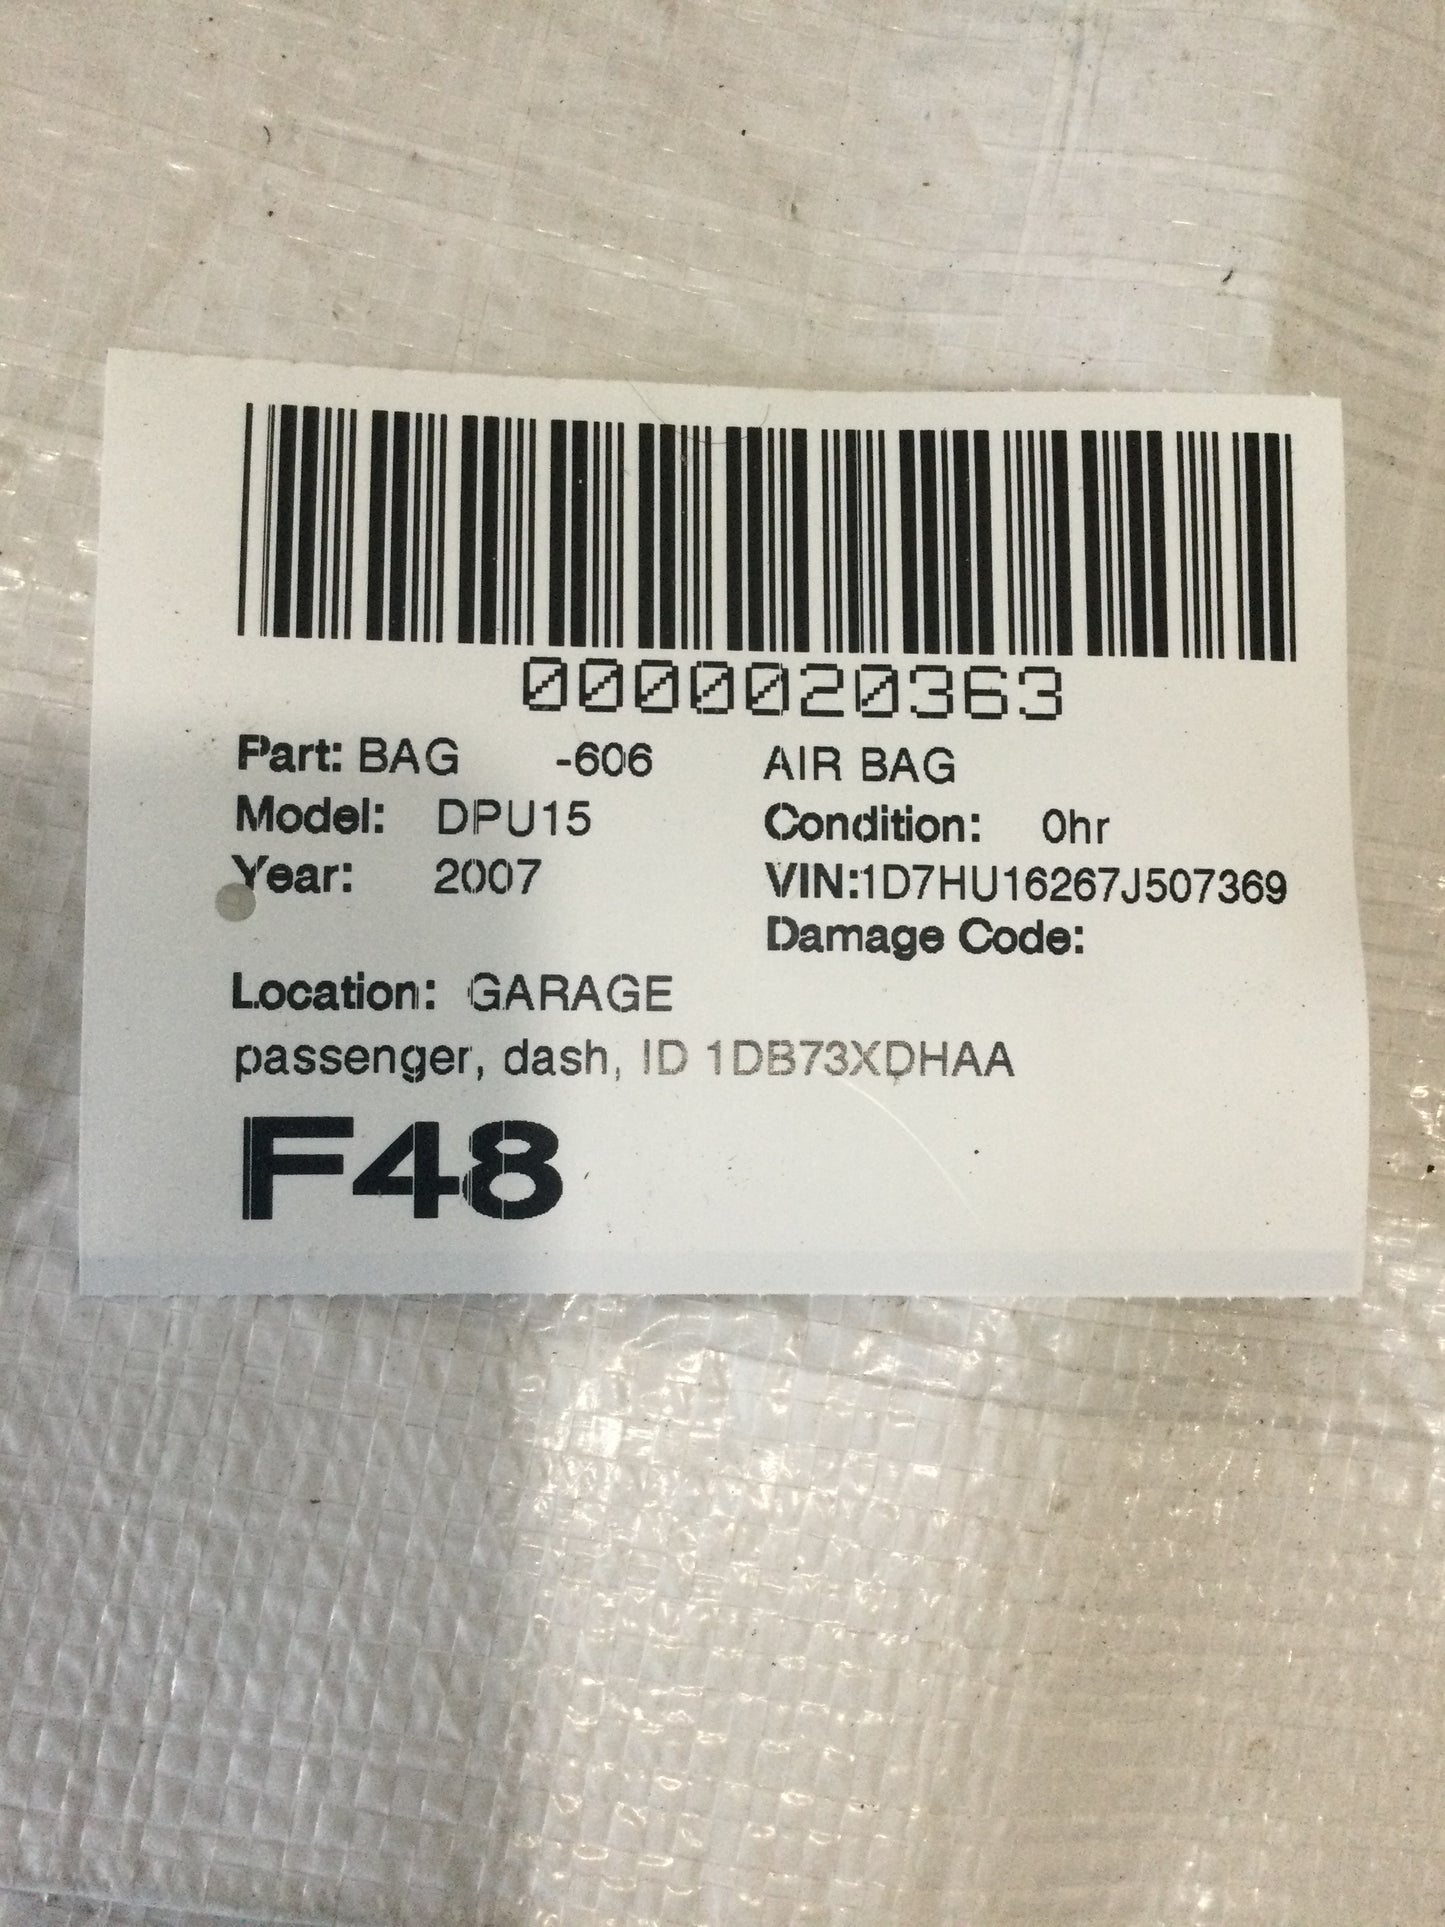 0000020363
Part: BAG -606 AIR BAG
Model: DPU15 Condition: 0hr
Year: 2007 VIN:1D7HU16267J507369
Damage Code:
Location: GARAGE
passenger, dash, ID 1DB73XDHAA
F48